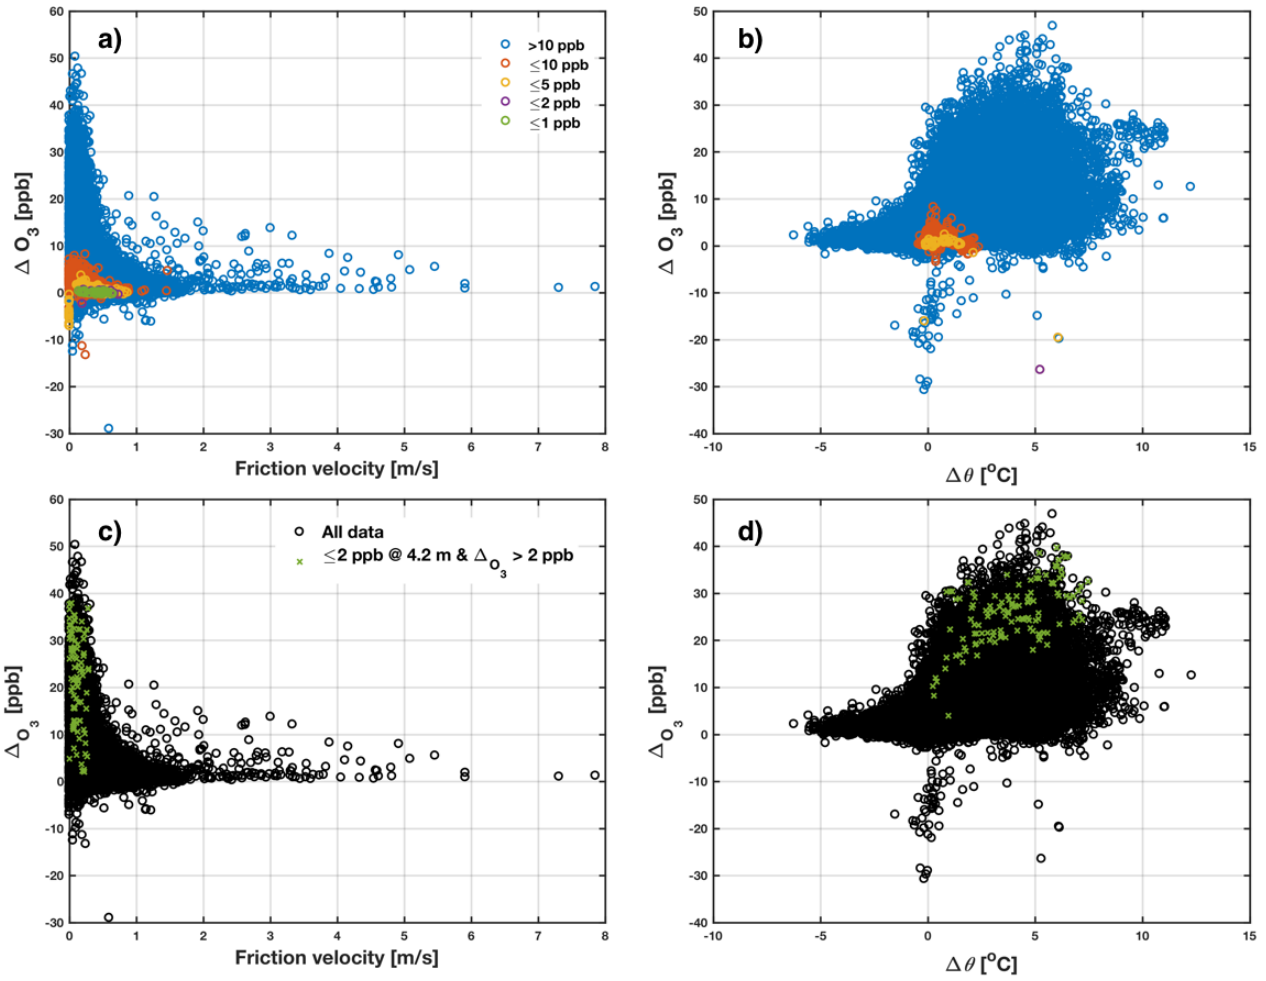 a)
60
50
40
30
20
10
0
-10
-20
-30
Δ O3 [ppb]
>10 ppb
≤10 ppb
≤5 ppb
≤2 ppb
≤1 ppb
0 1 2 3 4 5 6 7 8
Friction velocity [m/s]
b)
50
40
30
20
10
0
-10
-20
-30
-40
Δ O3 [ppb]
-10 -5 0 5 10 15
Δ θ [oC]
c)
60
50
40
30
20
10
0
-10
-20
-30
ΔO3 [ppb]
All data
≤2 ppb @ 4.2 m & ΔO3 > 2 ppb
0 1 2 3 4 5 6 7 8
Friction velocity [m/s]
d)
50
40
30
20
10
0
-10
-20
-30
-40
ΔO3 [ppb]
-10 -5 0 5 10 15
Δ θ [oC]